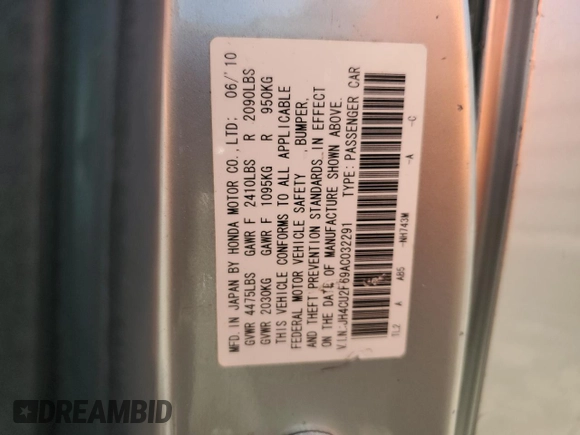 MFD IN JAPAN BY HONDA MOTOR CO., LTD: 06/'10
GVWR 4475LBS GAWR F 2410LBS R 2090LBS
GVWR 2030KG GAWR F 1095KG R 950KG
THIS VEHICLE CONFORMS TO ALL APPLICABLE
FEDERAL MOTOR VEHICLE SAFETY , BUMPER,
AND THEFT PREVENTION STANDARDS IN EFFECT
ON THE DATE OF MANUFACTURE SHOWN ABOVE.
V.I.N:JH4CU2F69AC032291 TYPE: PASSENGER CAR
TL2 A AB5 -NH743M -A -C
DREAMBID